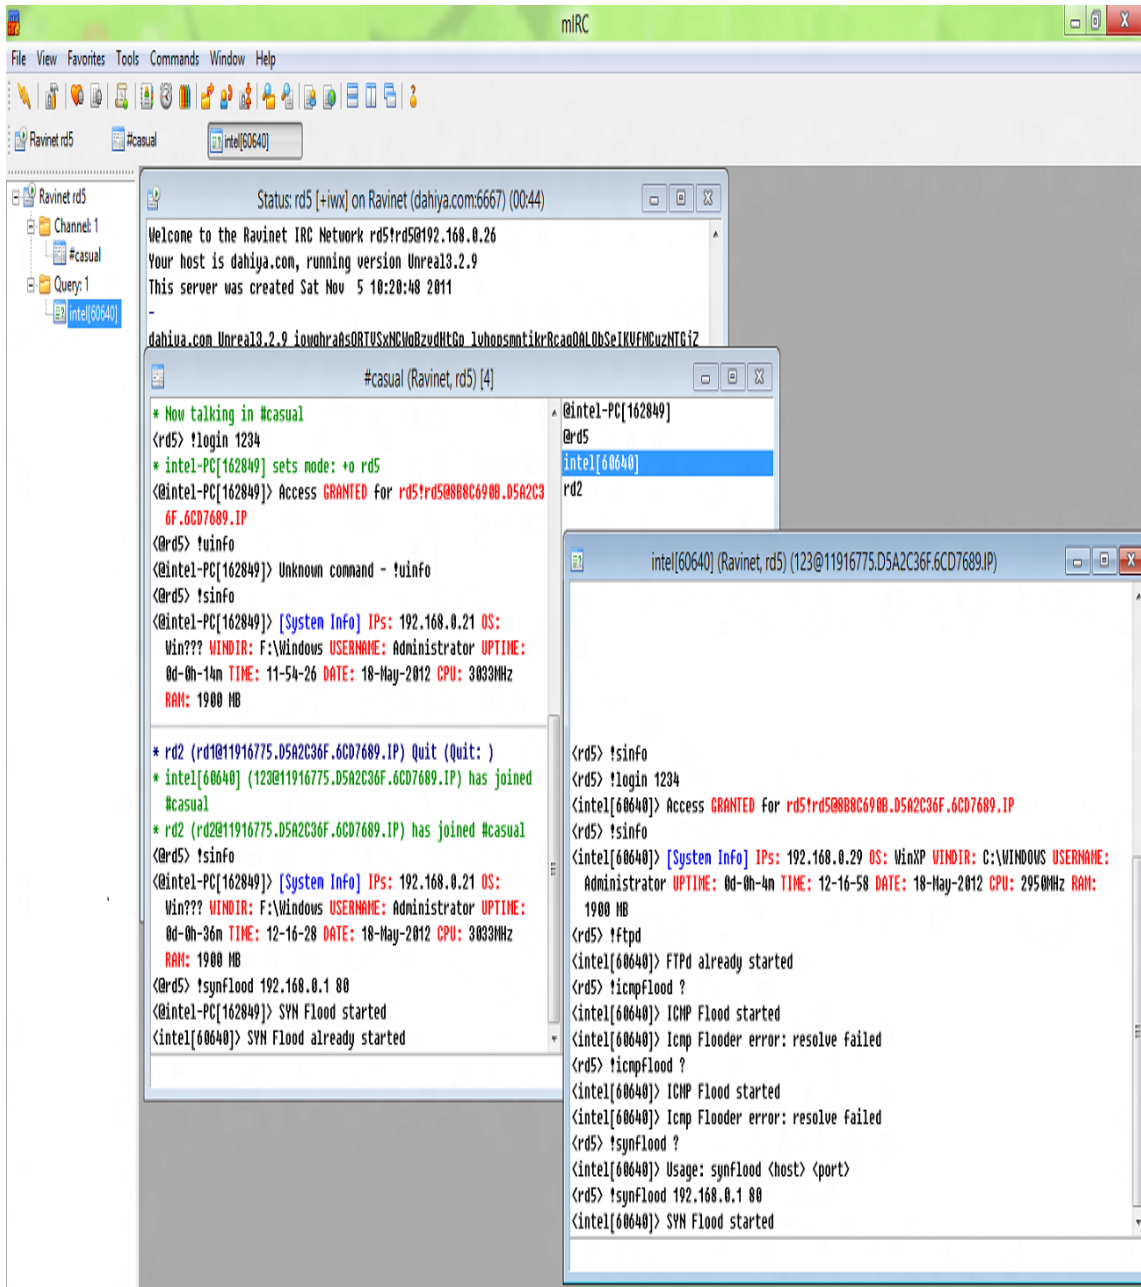 mIRC
File View Favorites Tools Commands Window Help
Ravinet rd5 #casual intel[60640]
Ravinet rd5
Channel: 1
#casual
Query: 1
intel[60640]
Status: rd5 [+iwx] on Ravinet (dahiya.com:6667) (00:44)
Welcome to the Ravinet IRC Network rd5!rd5@192.168.0.26
Your host is dahiya.com, running version Unreal3.2.9
This server was created Sat Nov 5 10:20:48 2011
-
dahiya.com Unreal3.2.9
#casual (Ravinet, rd5) [4]
* Now talking in #casual
<rd5> !login 1234
* intel-PC[162849] sets mode: +o rd5
<@intel-PC[162849]> Access GRANTED for rd5!rd5@8B8C690B.D5A2C3
6F.6CD7689.IP
<@rd5> !uinfo
<@intel-PC[162849]> Unknown command - !uinfo
<@rd5> !sinfo
<@intel-PC[162849]> [System Info] IPs: 192.168.0.21 OS:
Win??? WINDIR: F:\Windows USERNAME: Administrator UPTIME:
0d-0h-14m TIME: 11-54-26 DATE: 18-May-2012 CPU: 3033MHz
RAM: 1900 MB
* rd2 (rd1@11916775.D5A2C36F.6CD7689.IP) Quit (Quit: )
* intel[60640] (123@11916775.D5A2C36F.6CD7689.IP) has joined
#casual
* rd2 (rd2@11916775.D5A2C36F.6CD7689.IP) has joined #casual
<@rd5> !sinfo
<@intel-PC[162849]> [System Info] IPs: 192.168.0.21 OS:
Win??? WINDIR: F:\Windows USERNAME: Administrator UPTIME:
0d-0h-36m TIME: 12-16-28 DATE: 18-May-2012 CPU: 3033MHz
RAM: 1900 MB
<@rd5> !synflood 192.168.0.1 80
<@intel-PC[162849]> SYN Flood started
<intel[60640]> SYN Flood already started
@intel-PC[162849]
@rd5
intel[60640]
rd2
intel[60640] (Ravinet, rd5) (123@11916775.D5A2C36F.6CD7689.IP)
<rd5> !sinfo
<rd5> !login 1234
<intel[60640]> Access GRANTED for rd5!rd5@8B8C690B.D5A2C36F.6CD7689.IP
<rd5> !sinfo
<intel[60640]> [System Info] IPs: 192.168.0.29 OS: WinXP WINDIR: C:\WINDOWS USERNAME:
Administrator UPTIME: 0d-0h-4m TIME: 12-16-58 DATE: 18-May-2012 CPU: 2950MHz RAM:
1900 MB
<rd5> !ftpd
<intel[60640]> FTPd already started
<rd5> !icmpflood ?
<intel[60640]> ICMP Flood started
<intel[60640]> Icmp Flooder error: resolve failed
<rd5> !icmpflood ?
<intel[60640]> ICMP Flood started
<intel[60640]> Icmp Flooder error: resolve failed
<rd5> !synflood ?
<intel[60640]> Usage: synflood <host> <port>
<rd5> !synflood 192.168.0.1 80
<intel[60640]> SYN Flood started